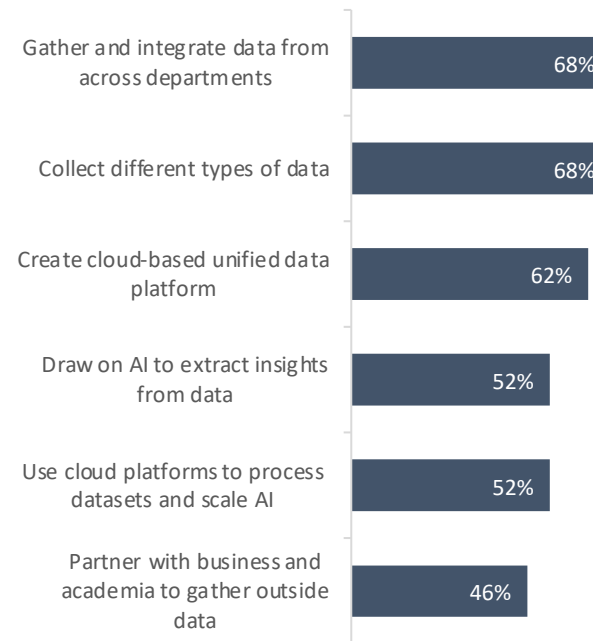 Gather and integrate data from
across departments
68%
Collect different types of data
68%
Create cloud-based unified data
platform
62%
Draw on AI to extract insights
from data
52%
Use cloud platforms to process
datasets and scale AI
52%
Partner with business and
academia to gather outside
data
46%